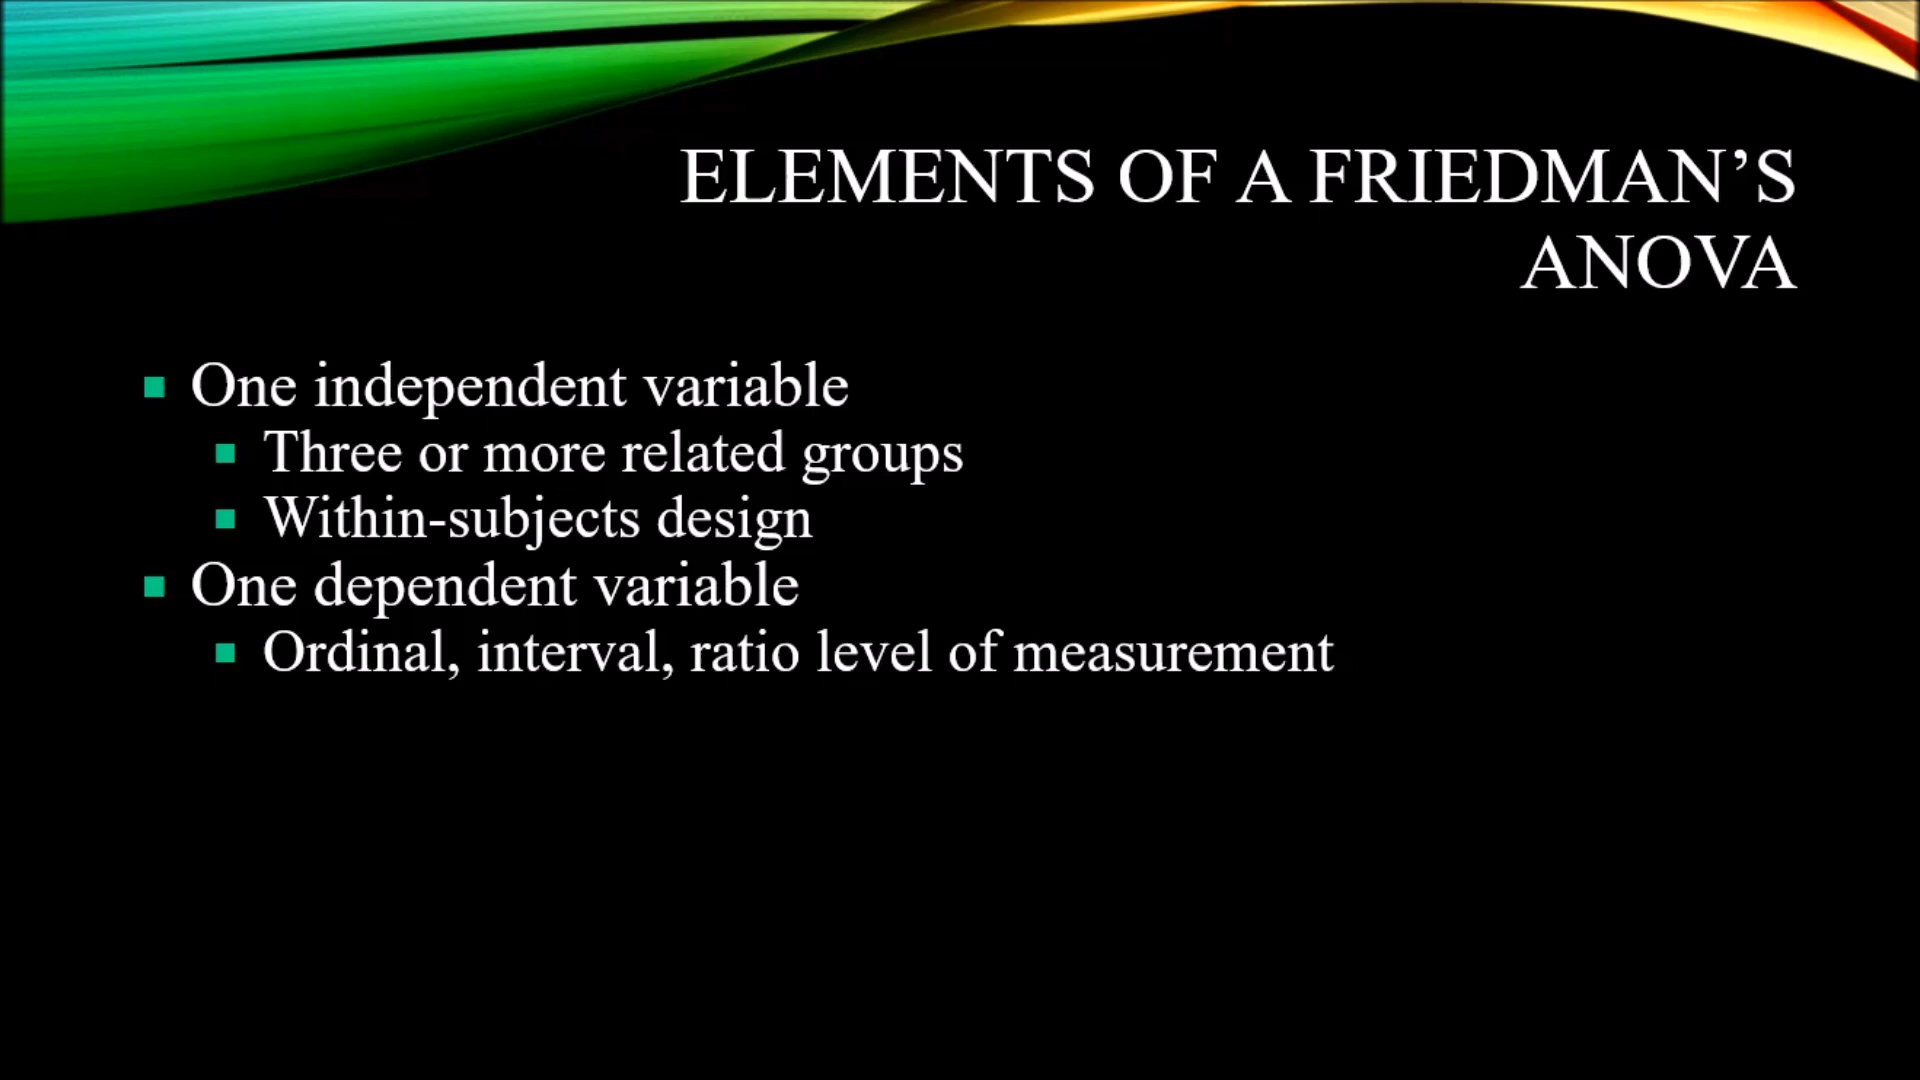 ELEMENTS OF A FRIEDMAN’S
ANOVA
One independent variable
Three or more related groups
Within-subjects design
One dependent variable
Ordinal, interval, ratio level of measurement